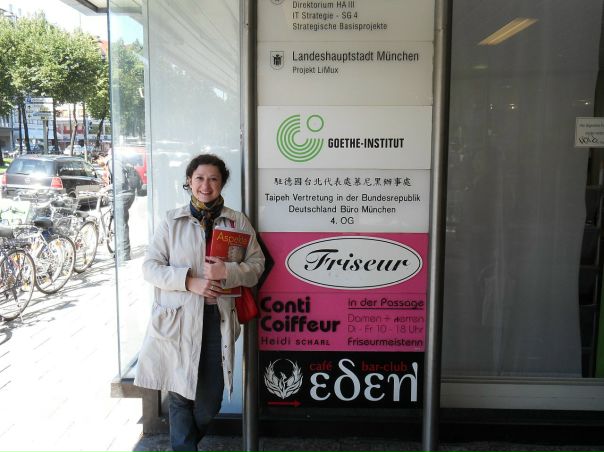 Direktorium HA III
IT Strategie - SG 4
Strategische Basisprojekte
Landeshauptstadt München
Projekt LiMux
GOETHE-INSTITUT
駐德國台北代表處慕尼黑辦事處
Taipeh Vertretung in der Bundesrepublik
Deutschland Büro München
4. OG
Friseur
Conti
Coiffeur
Heidi SCHARL
in der Passage
Damen + Herren
Di - Fr 10 - 18 Uhr
Friseurmeisterin
café bar-club
eden
Aspekte